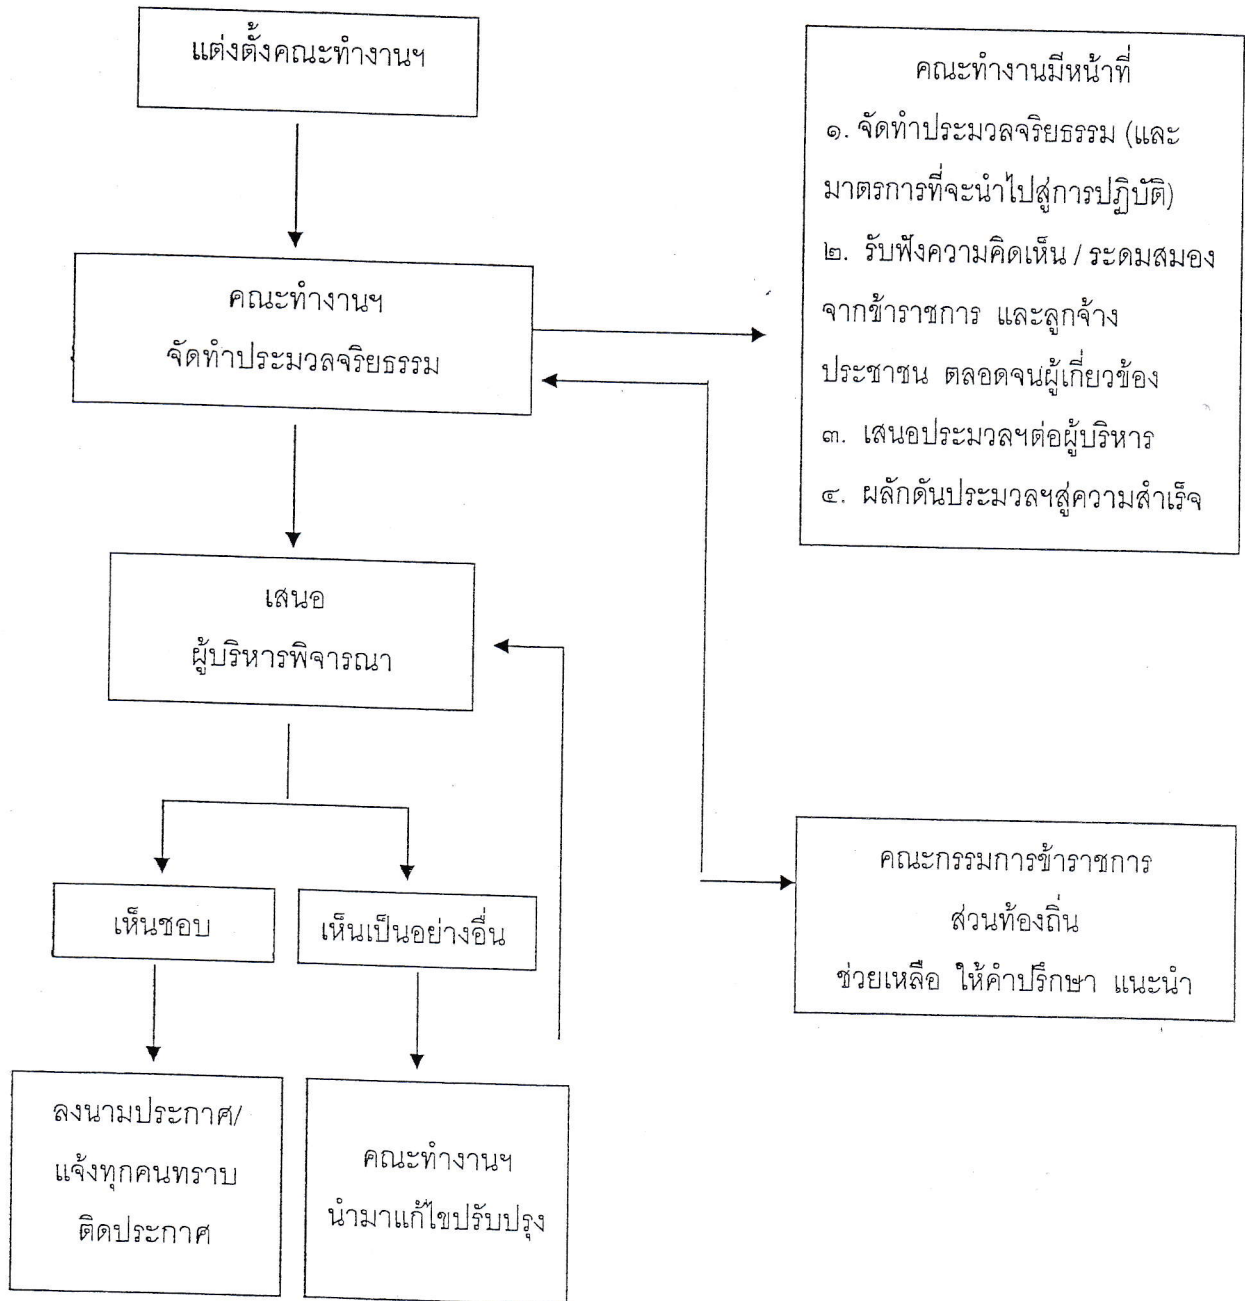 แต่งตั้งคณะทำงานฯ
คณะทำงานมีหน้าที่
๑. จัดทำประมวลจริยธรรม (และ
มาตรการที่จะนำไปสู่การปฏิบัติ)
๒. รับฟังความคิดเห็น / ระดมสมอง
จากข้าราชการ และลูกจ้าง
ประชาชน ตลอดจนผู้เกี่ยวข้อง
๓. เสนอประมวลฯต่อผู้บริหาร
๔. ผลักดันประมวลฯสู่ความสำเร็จ
คณะทำงานฯ
จัดทำประมวลจริยธรรม
เสนอ
ผู้บริหารพิจารณา
คณะกรรมการข้าราชการ
ส่วนท้องถิ่น
ช่วยเหลือ ให้คำปรึกษา แนะนำ
เห็นชอบ
เห็นเป็นอย่างอื่น
ลงนามประกาศ/
แจ้งทุกคนทราบ
ติดประกาศ
คณะทำงานฯ
นำมาแก้ไขปรับปรุง